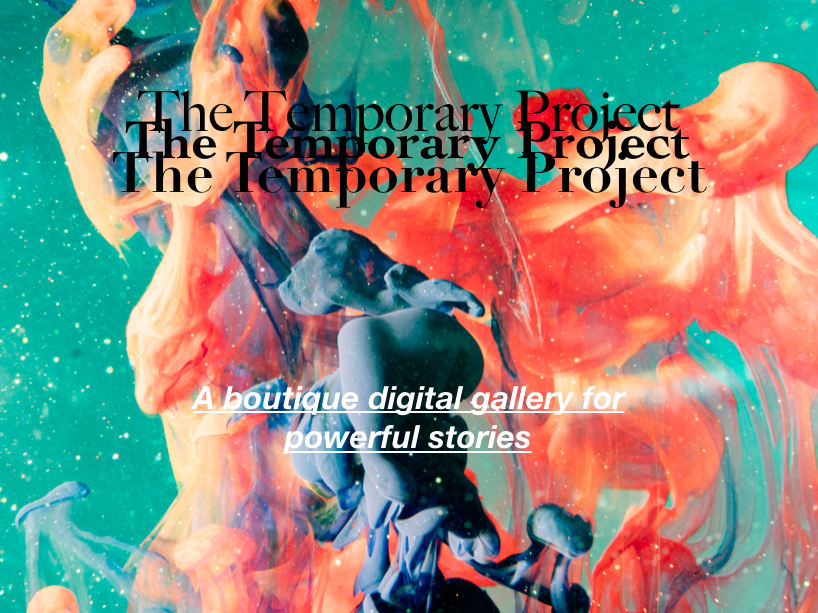 The Temporary Project
The Temporary Project
The Temporary Project
A boutique digital gallery for
powerful stories